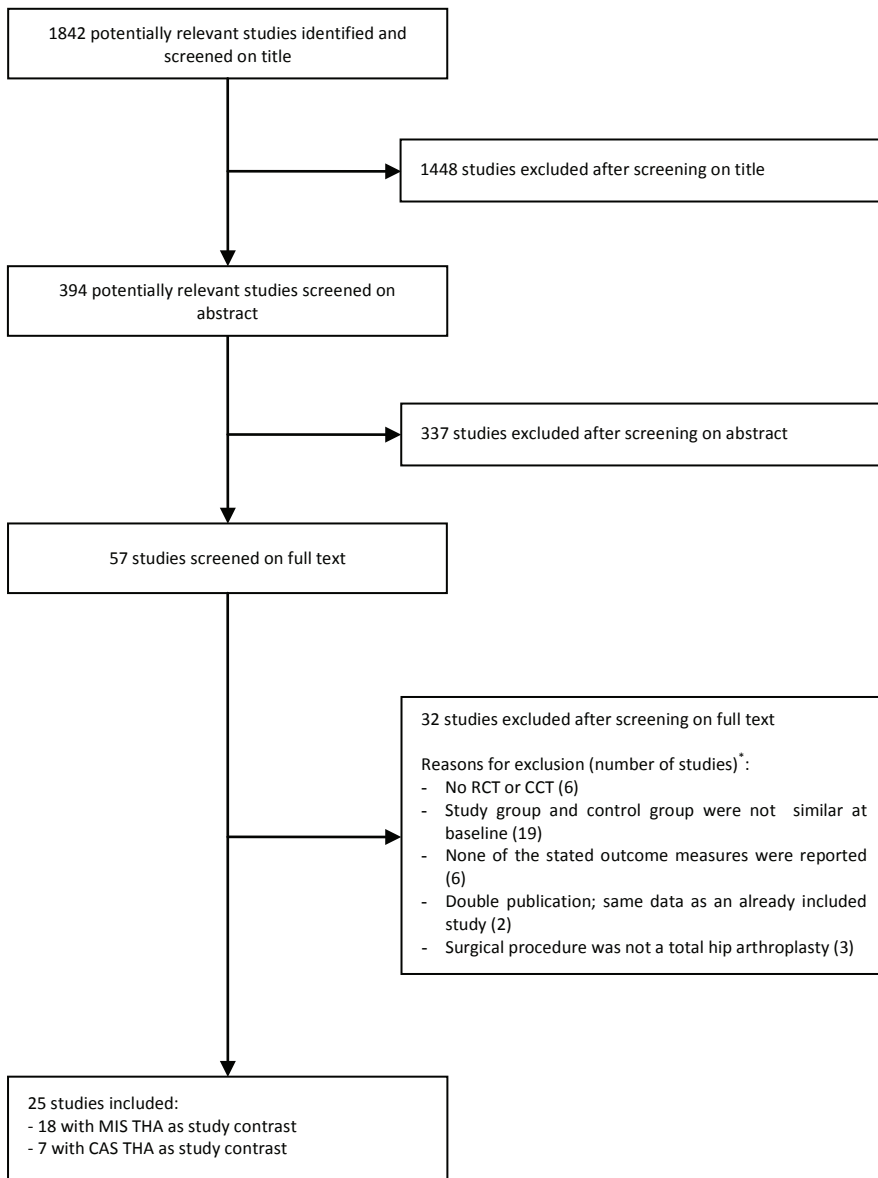 1842 potentially relevant studies identified and
screened on title
1448 studies excluded after screening on title
394 potentially relevant studies screened on
abstract
337 studies excluded after screening on abstract
57 studies screened on full text
32 studies excluded after screening on full text
Reasons for exclusion (number of studies)*:
- No RCT or CCT (6)
- Study group and control group were not similar at
baseline (19)
- None of the stated outcome measures were reported
(6)
- Double publication; same data as an already included
study (2)
- Surgical procedure was not a total hip arthroplasty (3)
25 studies included:
- 18 with MIS THA as study contrast
- 7 with CAS THA as study contrast